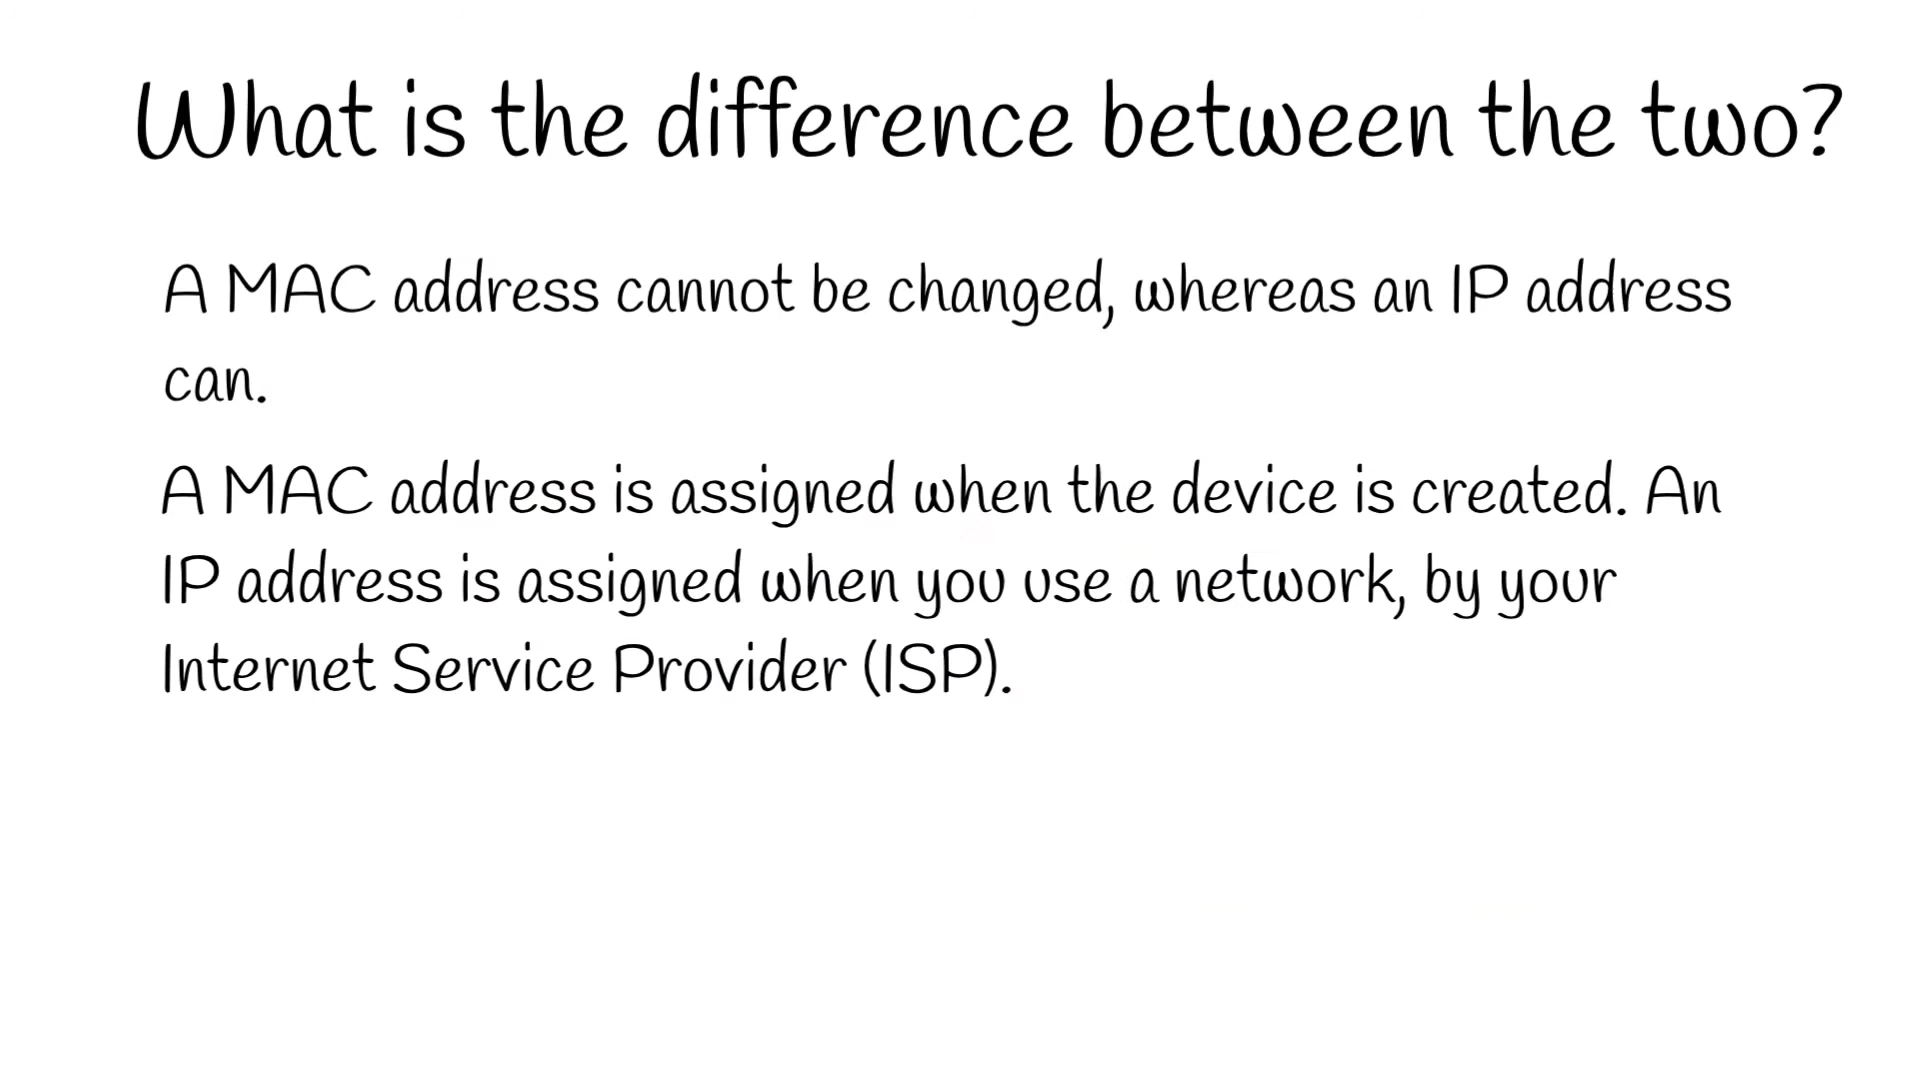 What is the difference between the two?
A MAC address cannot be changed, whereas an IP address
can.
A MAC address is assigned when the device is created. An
IP address is assigned when you use a network, by your
Internet Service Provider (ISP).